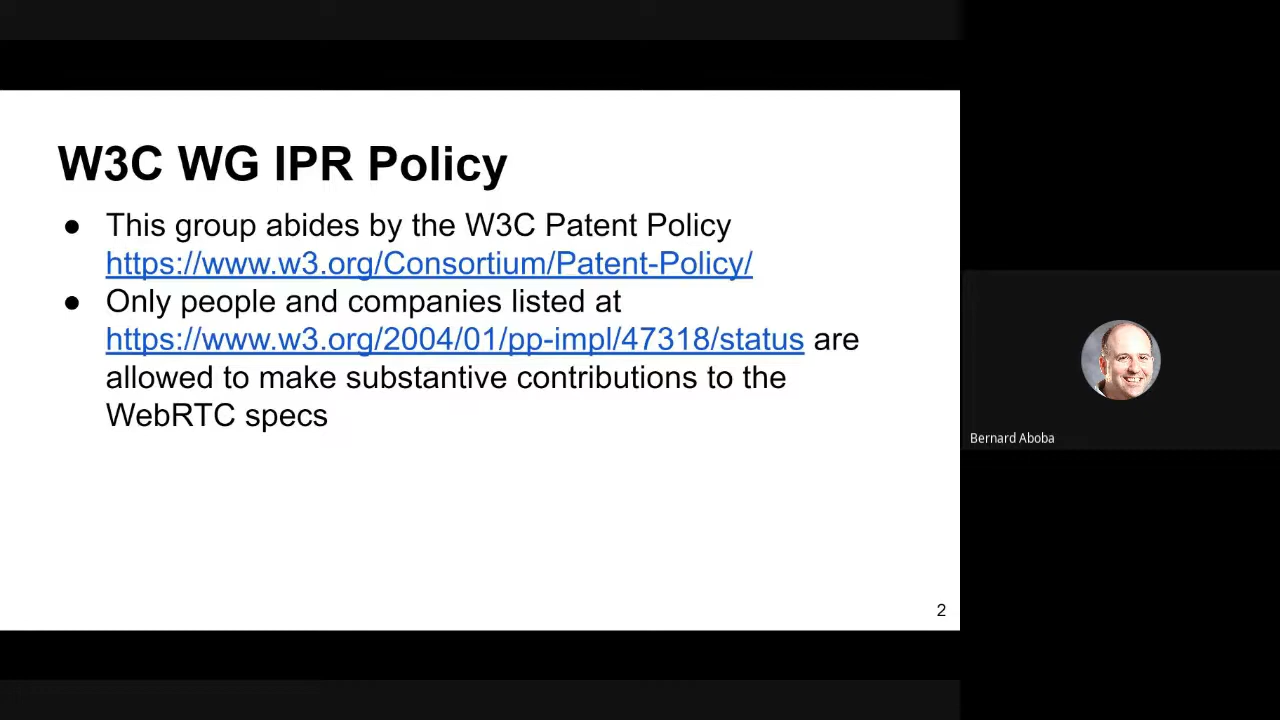 W3C WG IPR Policy
● This group abides by the W3C Patent Policy
https://www.w3.org/Consortium/Patent-Policy/
● Only people and companies listed at
https://www.w3.org/2004/01/pp-impl/47318/status are
allowed to make substantive contributions to the
WebRTC specs
2
Bernard Aboba